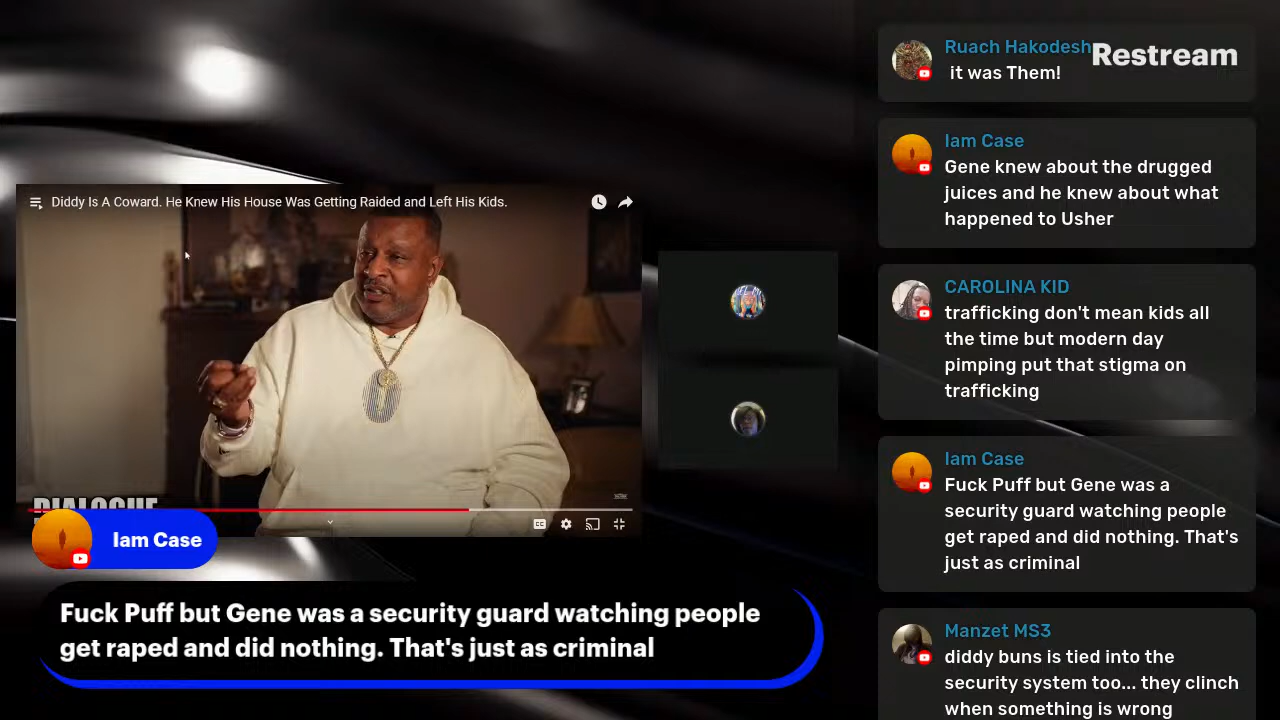 Diddy Is A Coward. He Knew His House Was Getting Raided and Left His Kids.
DIALOGUE
CC
Iam Case
Fuck Puff but Gene was a security guard watching people
get raped and did nothing. That's just as criminal
Restream
Ruach Hakodesh
it was Them!
Iam Case
Gene knew about the drugged
juices and he knew about what
happened to Usher
CAROLINA KID
trafficking don't mean kids all
the time but modern day
pimping put that stigma on
trafficking
Iam Case
Fuck Puff but Gene was a
security guard watching people
get raped and did nothing. That's
just as criminal
Manzet MS3
diddy buns is tied into the
security system too... they clinch
when something is wrong